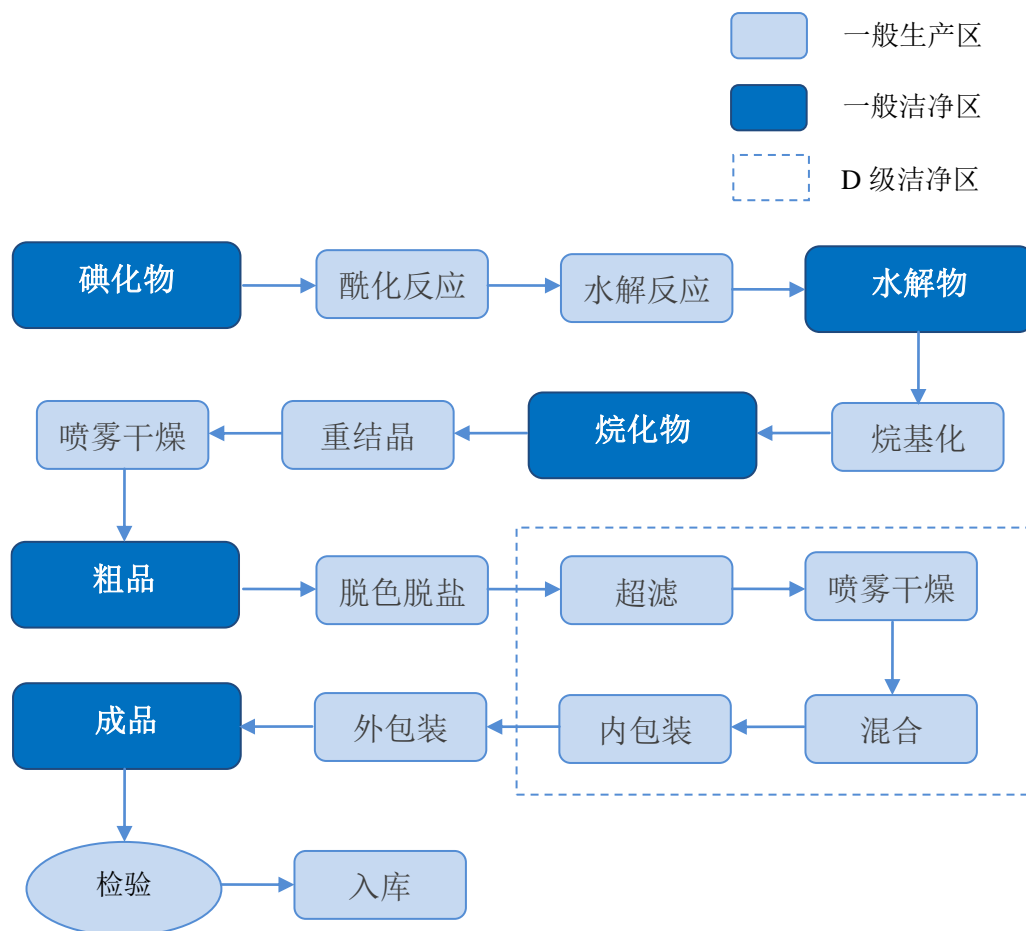 一般生产区
一般洁净区
D 级洁净区
碘化物
酰化反应
水解反应
水解物
烷基化
烷化物
重结晶
喷雾干燥
粗品
脱色脱盐
超滤
喷雾干燥
混合
内包装
外包装
成品
检验
入库